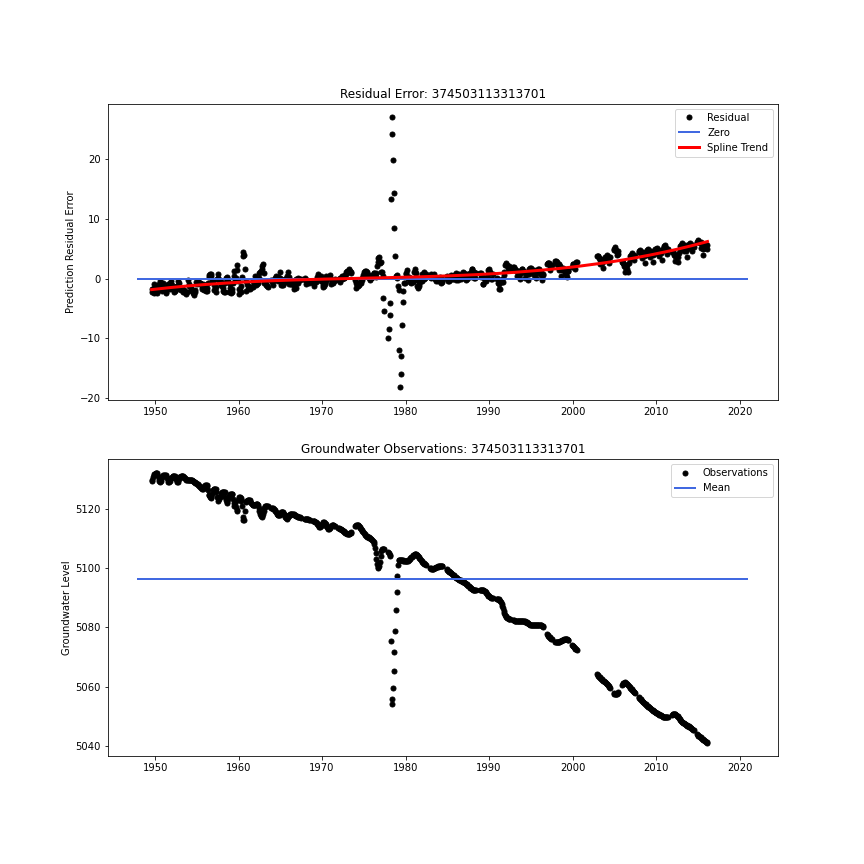 Residual Error: 374503113313701
Prediction Residual Error
20
10
0
−10
−20
Residual
Zero
Spline Trend
1950 1960 1970 1980 1990 2000 2010 2020
Groundwater Observations: 374503113313701
Groundwater Level
5120
5100
5080
5060
5040
Observations
Mean
1950 1960 1970 1980 1990 2000 2010 2020